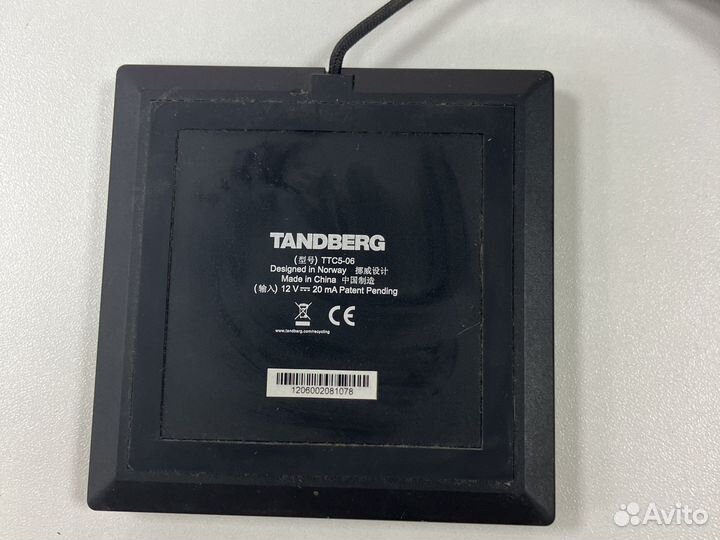 TANDBERG
(型号) TTC5-06
Designed in Norway 挪威设计
Made in China 中国制造
(输入) 12 V ⎓ 20 mA Patent Pending
CE
www.tandberg.com/recycling
1206002081078
Avito